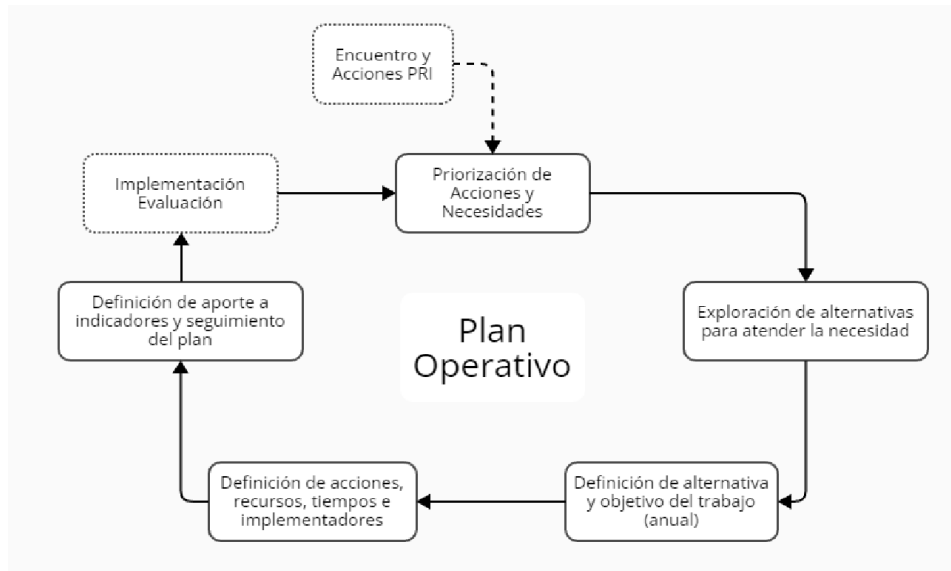 Encuentro y
Acciones PRI
Implementación
Evaluación
Priorización de
Acciones y
Necesidades
Definición de aporte a
indicadores y seguimiento
del plan
Plan
Operativo
Exploración de alternativas
para atender la necesidad
Definición de acciones,
recursos, tiempos e
implementadores
Definición de alternativa
y objetivo del trabajo
(anual)